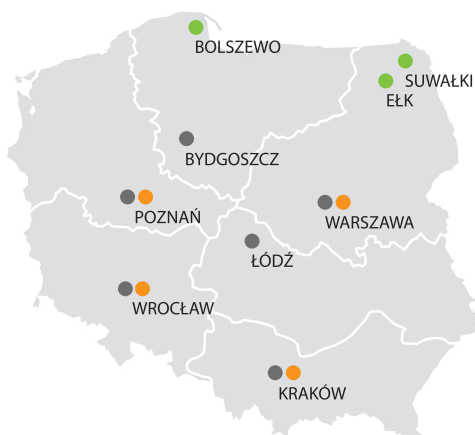 BOLSZEWO
SUWAŁKI
EŁK
BYDGOSZCZ
POZNAŃ
WARSZAWA
ŁÓDŹ
WROCŁAW
KRAKÓW